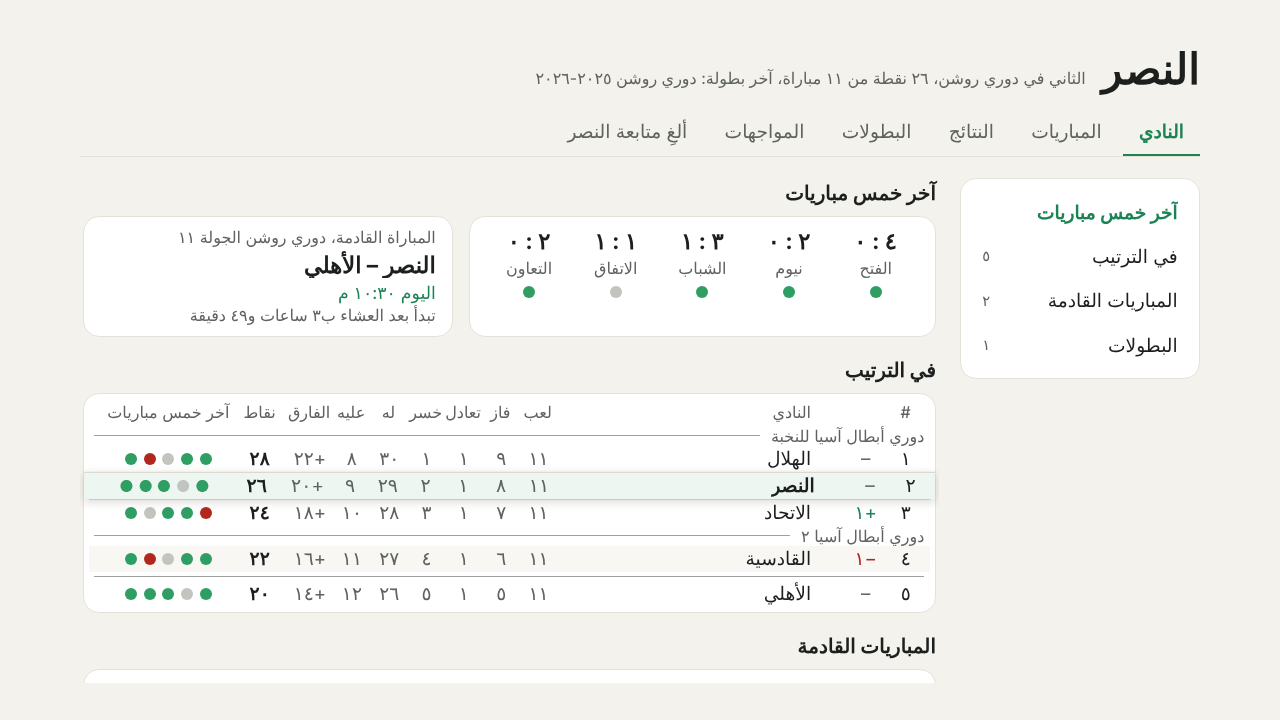 النصر الثاني في دوري روشن، ٢٦ نقطة من ١١ مباراة، آخر بطولة: دوري روشن ٢٠٢٥-٢٠٢٦
النادي المباريات النتائج البطولات المواجهات ألغِ متابعة النصر
آخر خمس مباريات
في الترتيب ٥
المباريات القادمة ٢
البطولات ١
آخر خمس مباريات
٤ : ٠ ٢ : ٠ ٣ : ١ ١ : ١ ٢ : ٠
الفتح نيوم الشباب الاتفاق التعاون
المباراة القادمة، دوري روشن الجولة ١١
النصر – الأهلي
اليوم ١٠:٣٠ م
تبدأ بعد العشاء ب٣ ساعات و٤٩ دقيقة
في الترتيب
# النادي لعب فاز تعادل خسر له عليه الفارق نقاط آخر خمس مباريات
دوري أبطال آسيا للنخبة
١ – الهلال ١١ ٩ ١ ١ ٣٠ ٨ +٢٢ ٢٨
٢ – النصر ١١ ٨ ١ ٢ ٢٩ ٩ +٢٠ ٢٦
٣ +١ الاتحاد ١١ ٧ ١ ٣ ٢٨ ١٠ +١٨ ٢٤
دوري أبطال آسيا ٢
٤ –١ القادسية ١١ ٦ ١ ٤ ٢٧ ١١ +١٦ ٢٢
٥ – الأهلي ١١ ٥ ١ ٥ ٢٦ ١٢ +١٤ ٢٠
المباريات القادمة